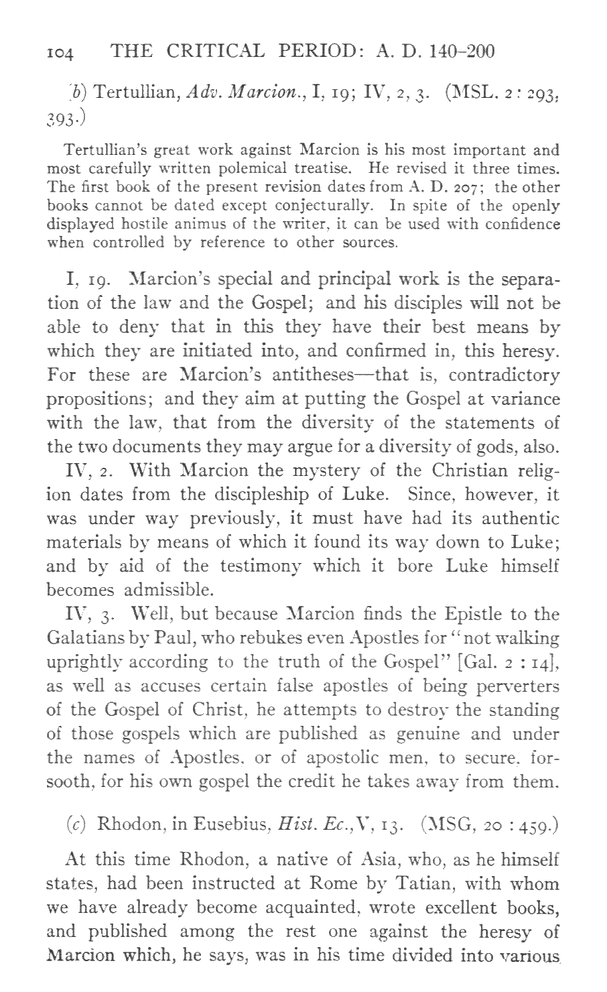 104 THE CRITICAL PERIOD: A. D. 140–200
(b) Tertullian, Adv. Marcion., I, 19; IV, 2, 3. (MSL. 2 : 293,
393.)
Tertullian's great work against Marcion is his most important and
most carefully written polemical treatise. He revised it three times.
The first book of the present revision dates from A. D. 207; the other
books cannot be dated except conjecturally. In spite of the openly
displayed hostile animus of the writer, it can be used with confidence
when controlled by reference to other sources.
I, 19. Marcion's special and principal work is the separa-
tion of the law and the Gospel; and his disciples will not be
able to deny that in this they have their best means by
which they are initiated into, and confirmed in, this heresy.
For these are Marcion's antitheses—that is, contradictory
propositions; and they aim at putting the Gospel at variance
with the law, that from the diversity of the statements of
the two documents they may argue for a diversity of gods, also.
IV, 2. With Marcion the mystery of the Christian relig-
ion dates from the discipleship of Luke. Since, however, it
was under way previously, it must have had its authentic
materials by means of which it found its way down to Luke;
and by aid of the testimony which it bore Luke himself
becomes admissible.
IV, 3. Well, but because Marcion finds the Epistle to the
Galatians by Paul, who rebukes even Apostles for "not walking
uprightly according to the truth of the Gospel" [Gal. 2 : 14],
as well as accuses certain false apostles of being perverters
of the Gospel of Christ, he attempts to destroy the standing
of those gospels which are published as genuine and under
the names of Apostles, or of apostolic men, to secure, for-
sooth, for his own gospel the credit he takes away from them.
(c) Rhodon, in Eusebius, Hist. Ec., V, 13. (MSG, 20 : 459.)
At this time Rhodon, a native of Asia, who, as he himself
states, had been instructed at Rome by Tatian, with whom
we have already become acquainted, wrote excellent books,
and published among the rest one against the heresy of
Marcion which, he says, was in his time divided into various